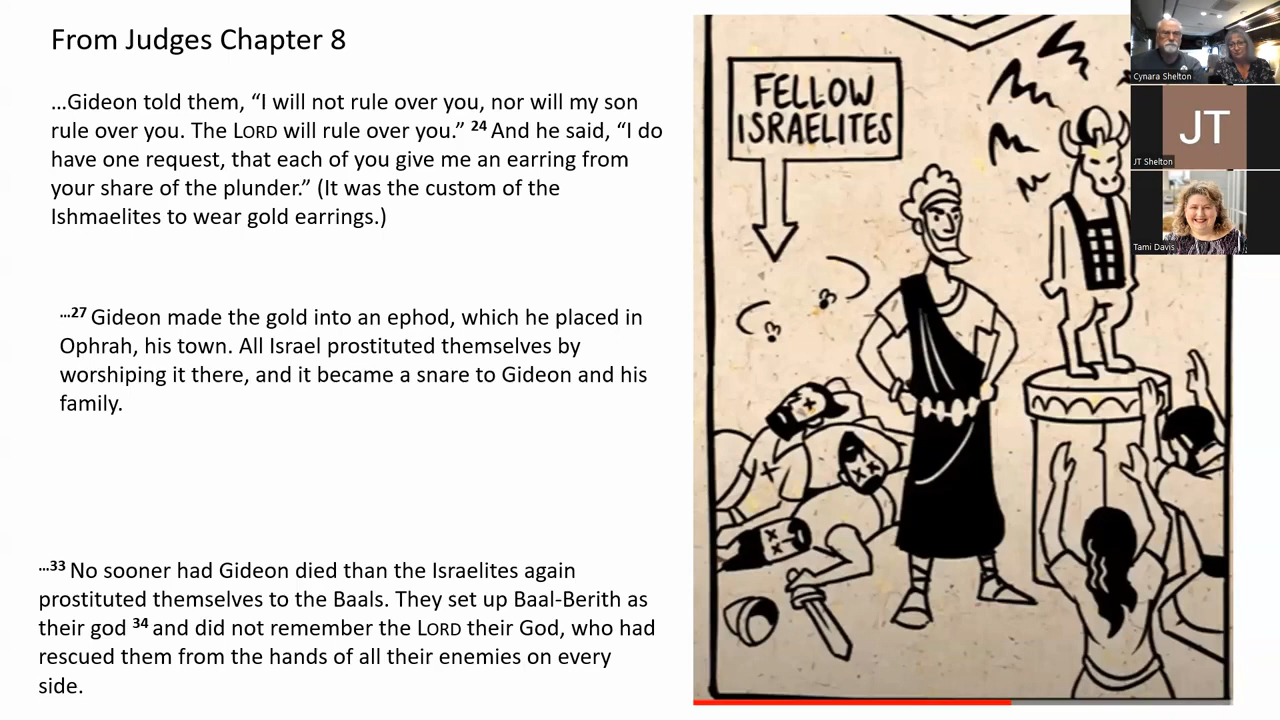 From Judges Chapter 8
…Gideon told them, “I will not rule over you, nor will my son
rule over you. The LORD will rule over you.” 24 And he said, “I do
have one request, that each of you give me an earring from
your share of the plunder.” (It was the custom of the
Ishmaelites to wear gold earrings.)
…27 Gideon made the gold into an ephod, which he placed in
Ophrah, his town. All Israel prostituted themselves by
worshiping it there, and it became a snare to Gideon and his
family.
…33 No sooner had Gideon died than the Israelites again
prostituted themselves to the Baals. They set up Baal-Berith as
their god 34 and did not remember the LORD their God, who had
rescued them from the hands of all their enemies on every
side.
FELLOW
ISRAELITES
Cynara Shelton
JT
JT Shelton
Tami Davis